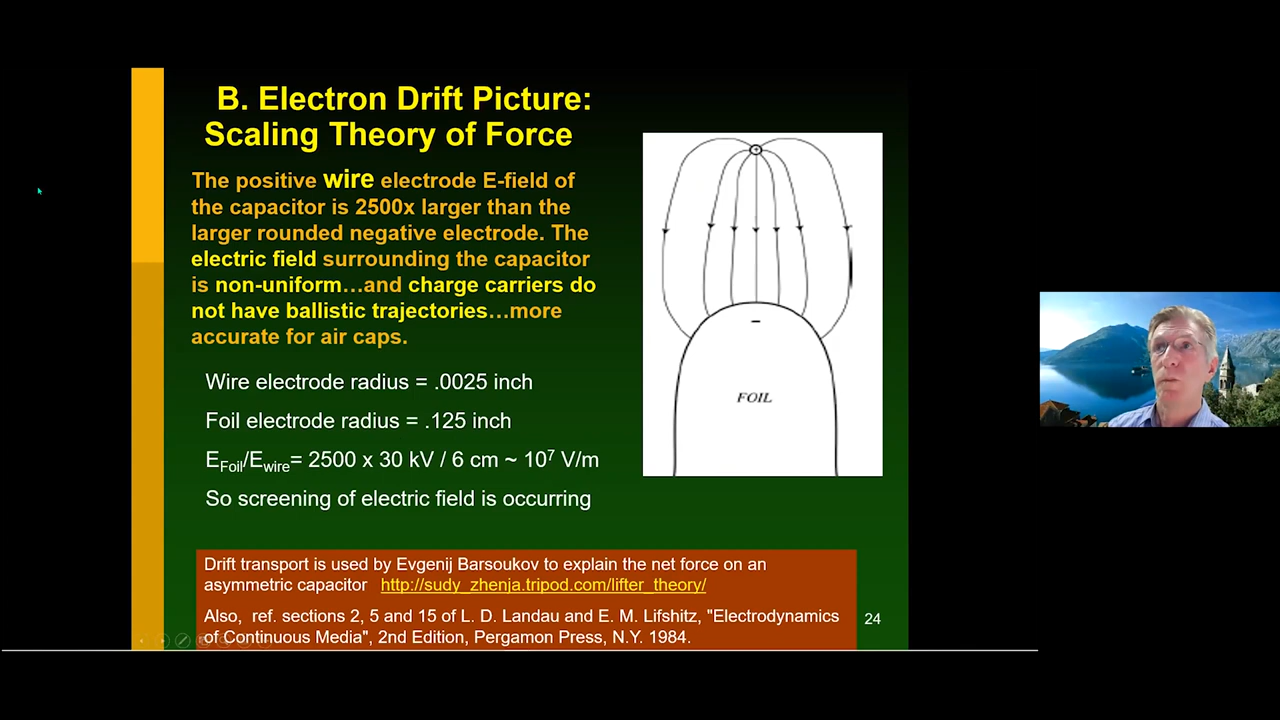 B. Electron Drift Picture:
Scaling Theory of Force
The positive wire electrode E-field of
the capacitor is 2500x larger than the
larger rounded negative electrode. The
electric field surrounding the capacitor
is non-uniform…and charge carriers do
not have ballistic trajectories…more
accurate for air caps.
Wire electrode radius = .0025 inch
Foil electrode radius = .125 inch
E_Foil/E_wire= 2500 x 30 kV / 6 cm ~ 10⁷ V/m
So screening of electric field is occurring
+
−
FOIL
Drift transport is used by Evgenij Barsoukov to explain the net force on an
asymmetric capacitor http://sudy_zhenja.tripod.com/lifter_theory/
Also, ref. sections 2, 5 and 15 of L. D. Landau and E. M. Lifshitz, "Electrodynamics
of Continuous Media", 2nd Edition, Pergamon Press, N.Y. 1984.
24